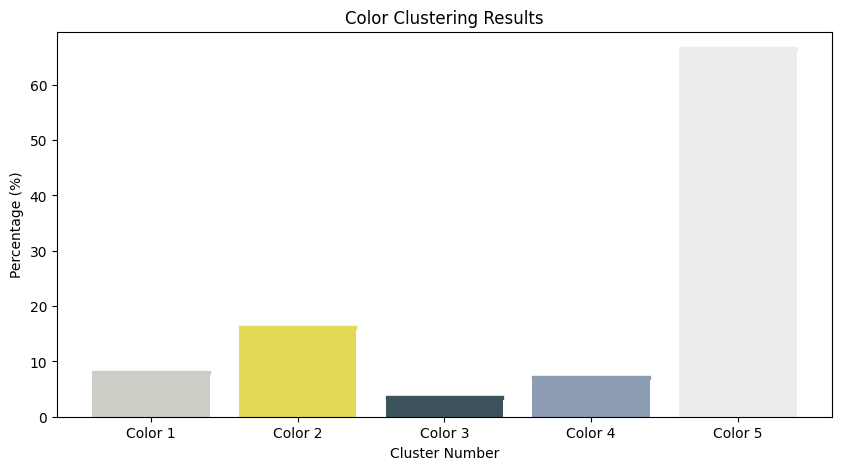 Color Clustering Results
Percentage (%)
60
50
40
30
20
10
0
Color 1
Color 2
Color 3
Color 4
Color 5
Cluster Number